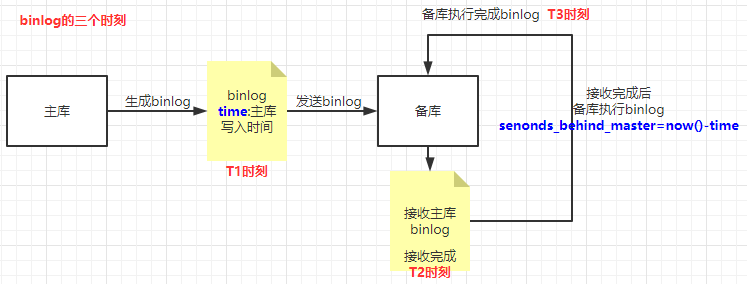 binlog的三个时刻
备库执行完成binlog T3时刻
主库
生成binlog
binlog
time:主库
写入时间
T1时刻
发送binlog
备库
接收完成后
备库执行binlog
senonds_behind_master=now()-time
接收主库
binlog
接收完成
T2时刻